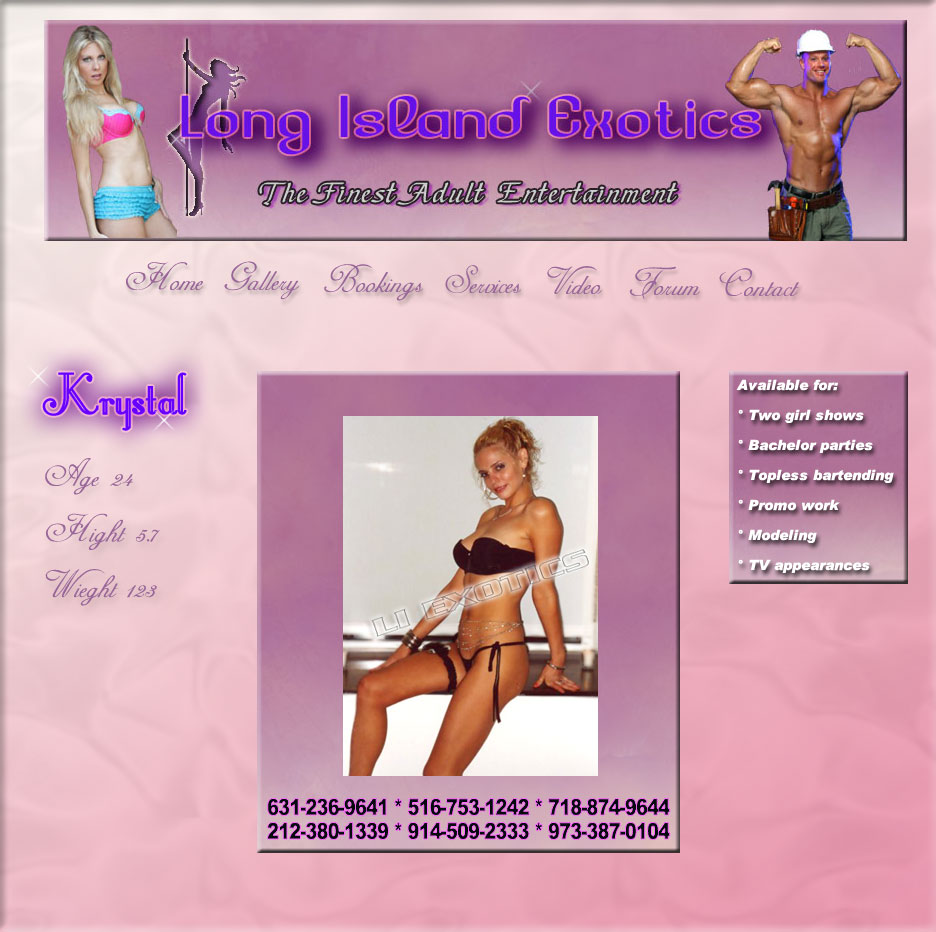 Long Island Exotics
The Finest Adult Entertainment
Home Gallery Bookings Services Video Forum Contact
Krystal
Age 24
Hight 5.7
Wieght 123
LI EXOTICS
631-236-9641 * 516-753-1242 * 718-874-9644
212-380-1339 * 914-509-2333 * 973-387-0104
Available for:
° Two girl shows
° Bachelor parties
° Topless bartending
° Promo work
° Modeling
° TV appearances